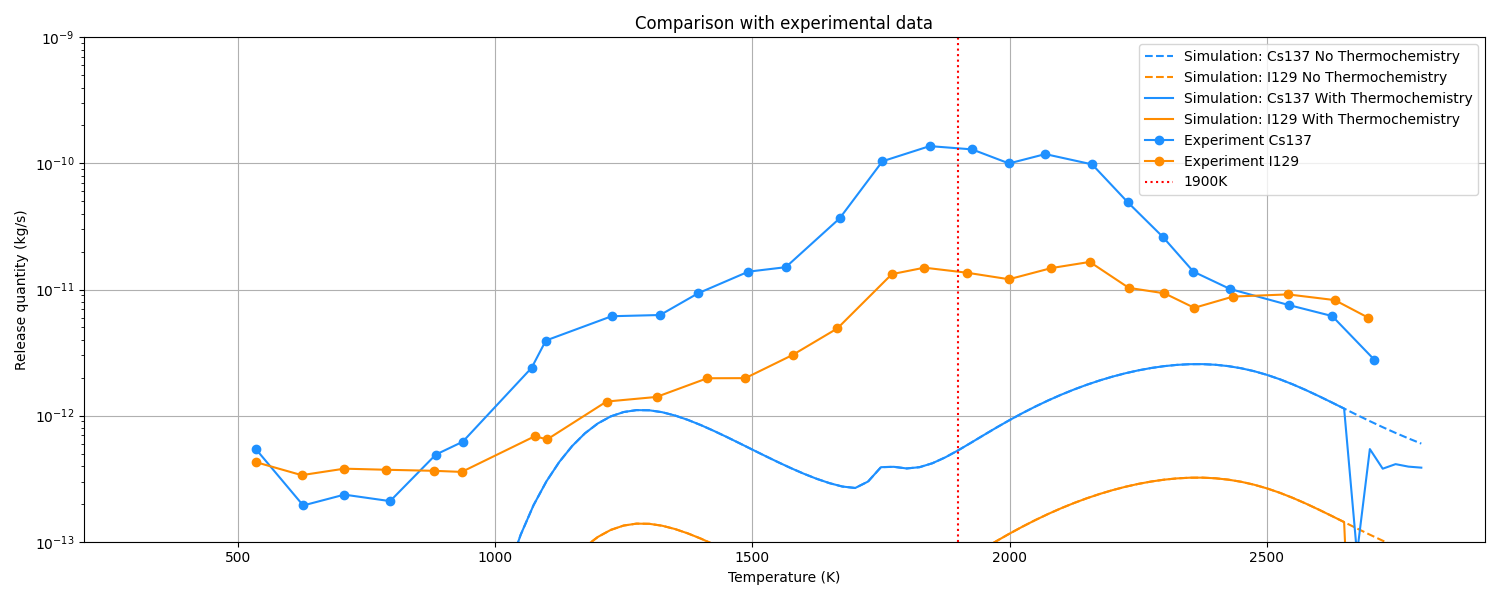 Comparison with experimental data
Release quantity (kg/s)
10⁻⁹
10⁻¹⁰
10⁻¹¹
10⁻¹²
10⁻¹³
Simulation: Cs137 No Thermochemistry
Simulation: I129 No Thermochemistry
Simulation: Cs137 With Thermochemistry
Simulation: I129 With Thermochemistry
Experiment Cs137
Experiment I129
1900K
500 1000 1500 2000 2500
Temperature (K)